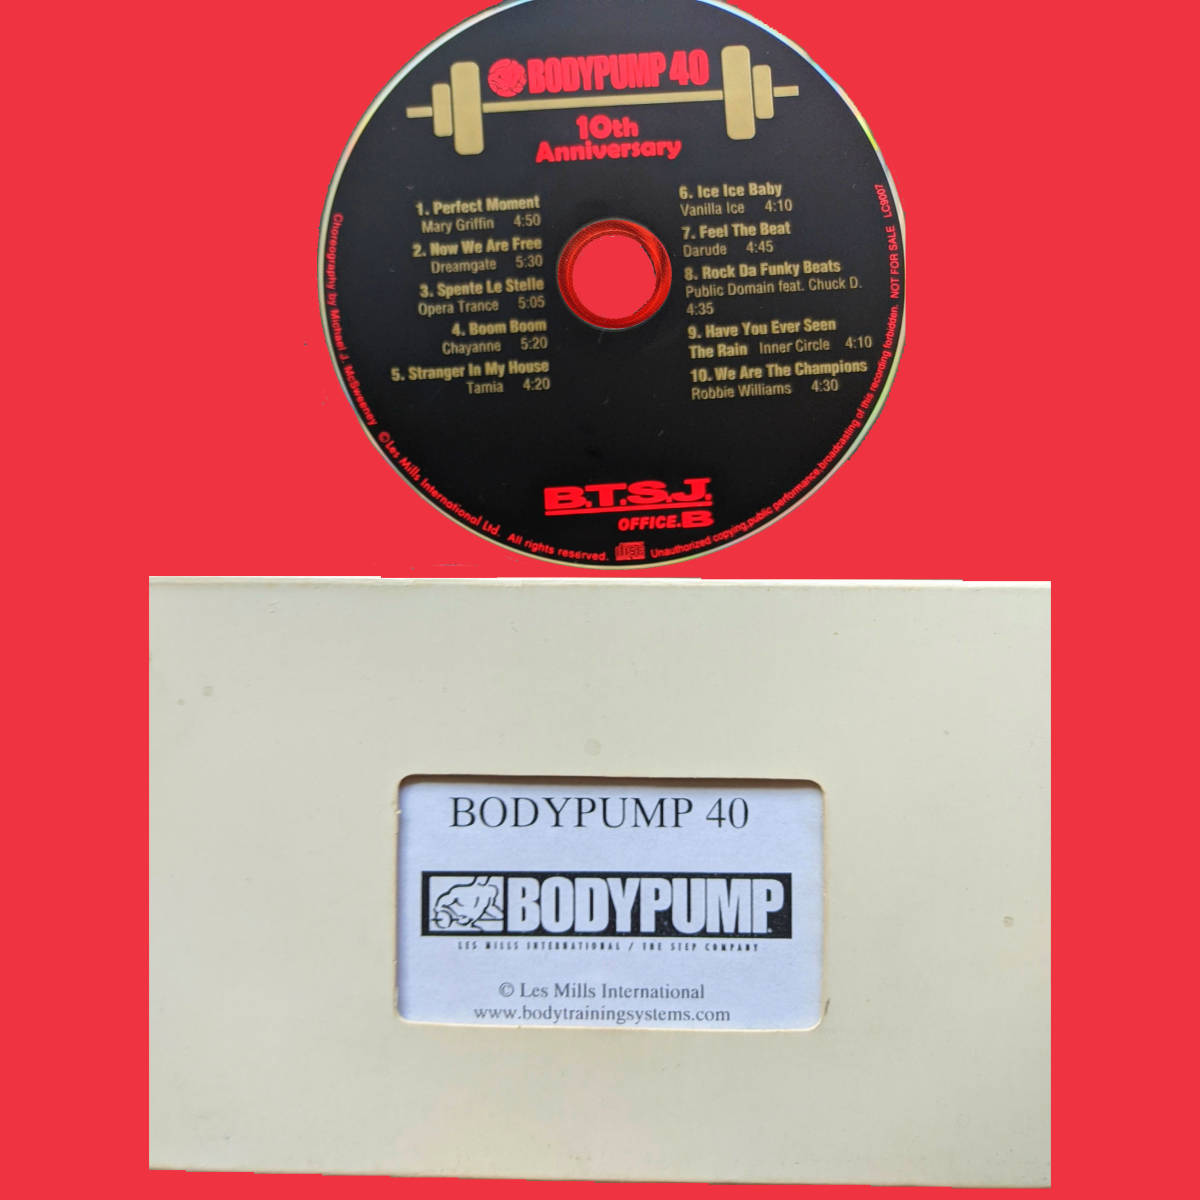 BODYPUMP 40
10th
Anniversary
1. Perfect Moment
Mary Griffin 4:50
2. Now We Are Free
Dreamgate 5:30
3. Spente Le Stelle
Opera Trance 5:05
4. Boom Boom
Chayanne 5:20
5. Stranger In My House
Tamia 4:20
6. Ice Ice Baby
Vanilla Ice 4:10
7. Feel The Beat
Darude 4:45
8. Rock Da Funky Beats
Public Domain feat. Chuck D.
4:35
9. Have You Ever Seen
The Rain Inner Circle 4:10
10. We Are The Champions
Robbie Williams 4:30
B.T.S.J.
OFFICE.B
Choreography by Michael J. McSweeney ©Les Mills International Ltd. All rights reserved. Unauthorized copying,public performance,broadcasting of this recording forbidden. NOT FOR SALE LC9007
BODYPUMP 40
BODYPUMP
LES MILLS INTERNATIONAL / THE STEP COMPANY
© Les Mills International
www.bodytrainingsystems.com